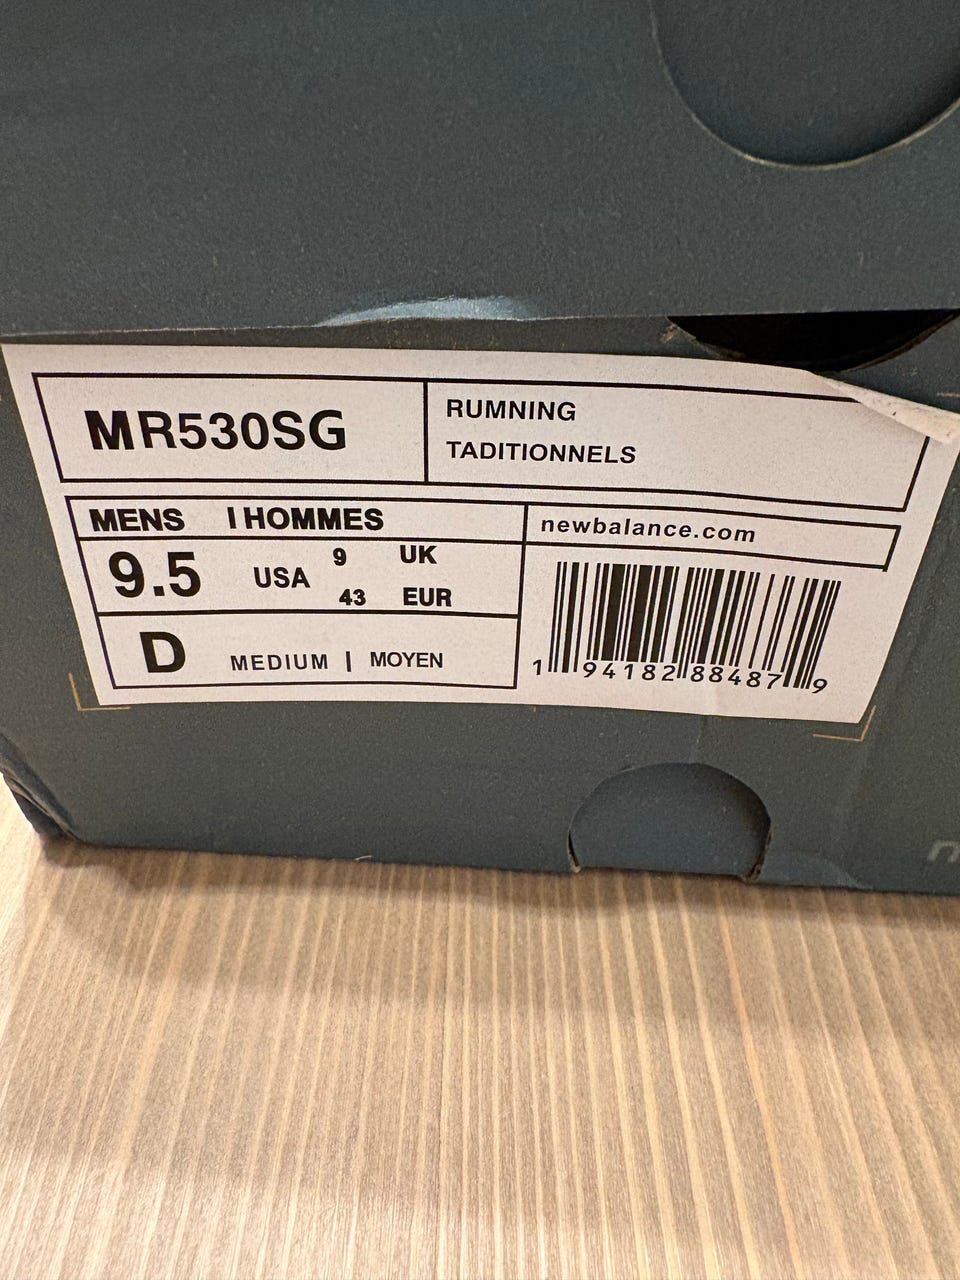 MR530SG
RUMNING
TADITIONNELS
MENS I HOMMES
newbalance.com
9.5 USA 9 UK
43 EUR
D MEDIUM | MOYEN
1 94182 88487 9